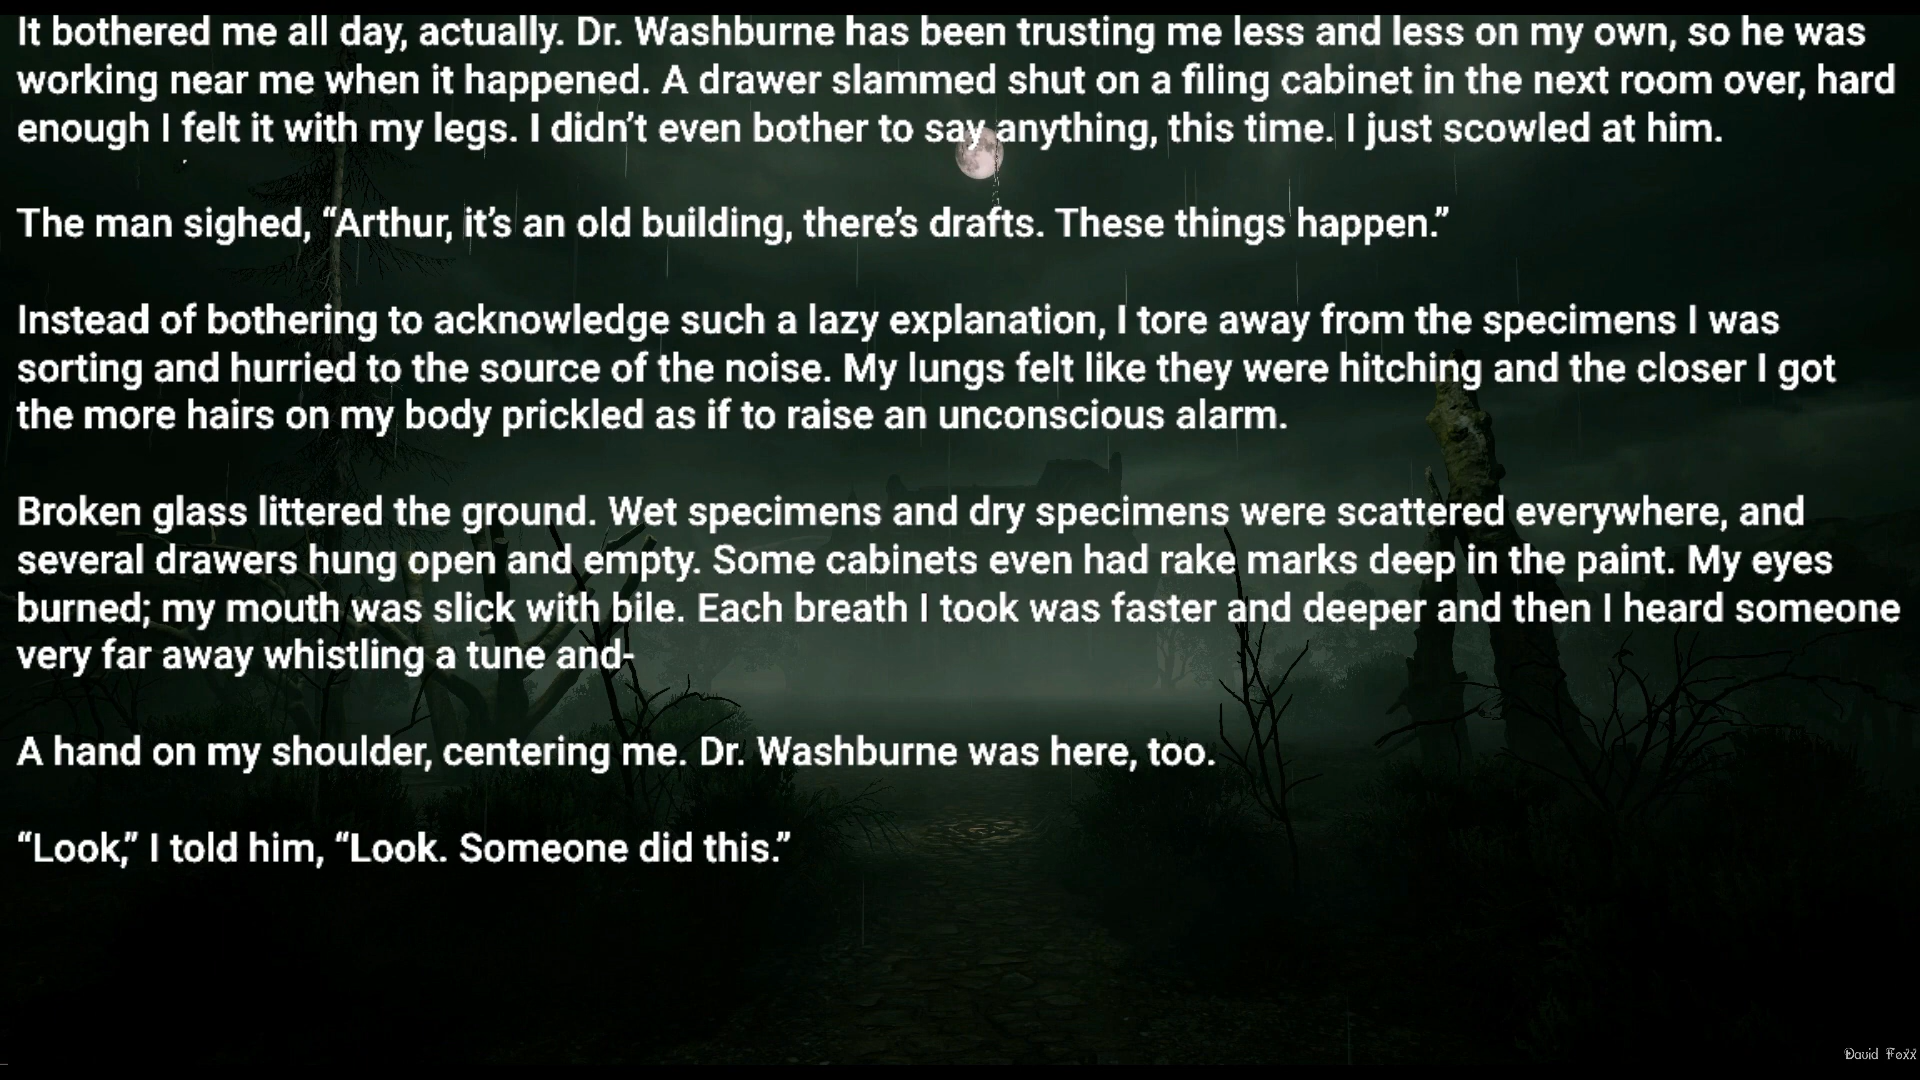 It bothered me all day, actually. Dr. Washburne has been trusting me less and less on my own, so he was
working near me when it happened. A drawer slammed shut on a filing cabinet in the next room over, hard
enough I felt it with my legs. I didn’t even bother to say anything, this time. I just scowled at him.
The man sighed, “Arthur, it’s an old building, there’s drafts. These things happen.”
Instead of bothering to acknowledge such a lazy explanation, I tore away from the specimens I was
sorting and hurried to the source of the noise. My lungs felt like they were hitching and the closer I got
the more hairs on my body prickled as if to raise an unconscious alarm.
Broken glass littered the ground. Wet specimens and dry specimens were scattered everywhere, and
several drawers hung open and empty. Some cabinets even had rake marks deep in the paint. My eyes
burned; my mouth was slick with bile. Each breath I took was faster and deeper and then I heard someone
very far away whistling a tune and-
A hand on my shoulder, centering me. Dr. Washburne was here, too.
“Look,” I told him, “Look. Someone did this.”
David Foxx